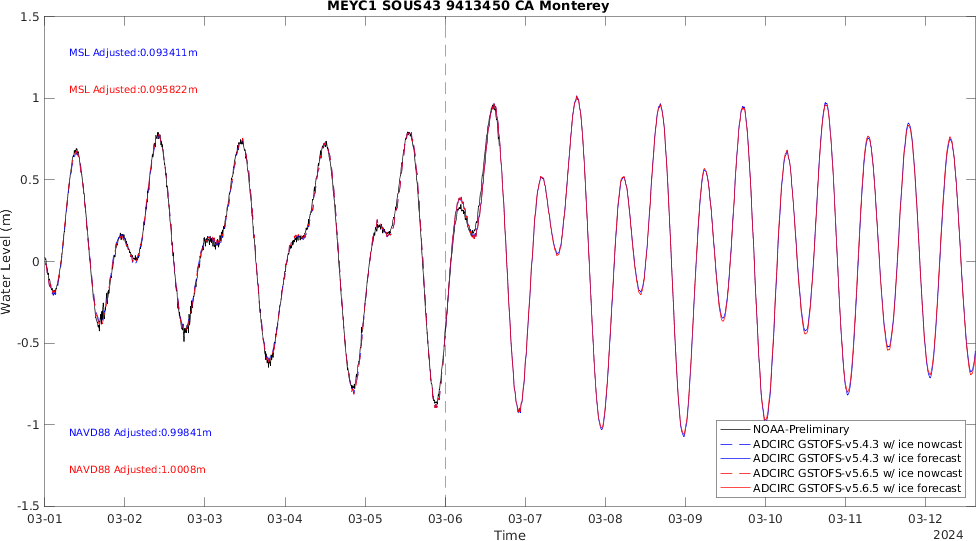 MEYC1 SOUS43 9413450 CA Monterey
1.5
1
0.5
0
-0.5
-1
-1.5
Water Level (m)
MSL Adjusted:0.093411m
MSL Adjusted:0.095822m
NAVD88 Adjusted:0.99841m
NAVD88 Adjusted:1.0008m
NOAA-Preliminary
ADCIRC GSTOFS-v5.4.3 w/ ice nowcast
ADCIRC GSTOFS-v5.4.3 w/ ice forecast
ADCIRC GSTOFS-v5.6.5 w/ ice nowcast
ADCIRC GSTOFS-v5.6.5 w/ ice forecast
03-01 03-02 03-03 03-04 03-05 03-06 03-07 03-08 03-09 03-10 03-11 03-12
Time
2024